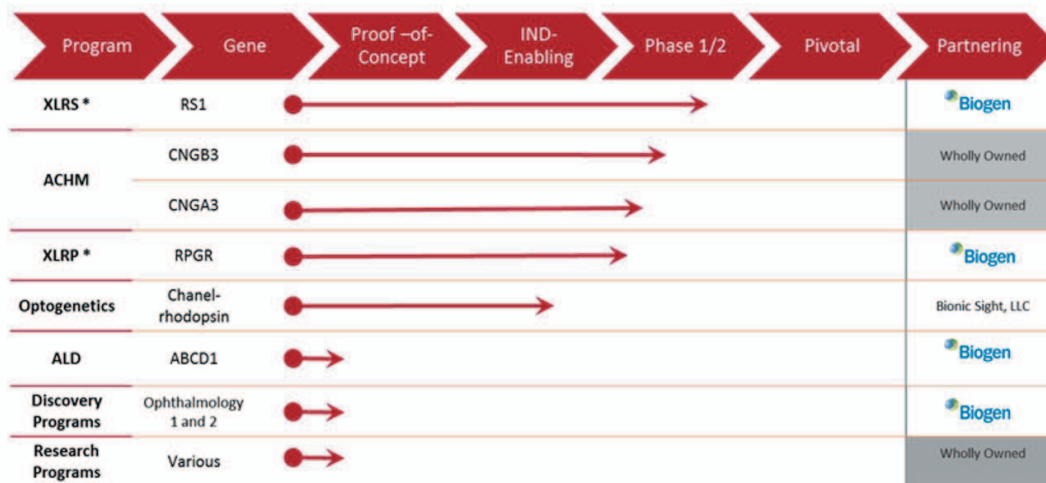 Program
Gene
Proof –of-
Concept
IND-
Enabling
Phase 1/2
Pivotal
Partnering
XLRS *
RS1
Biogen
ACHM
CNGB3
Wholly Owned
CNGA3
Wholly Owned
XLRP *
RPGR
Biogen
Optogenetics
Chanel-
rhodopsin
Bionic Sight, LLC
ALD
ABCD1
Biogen
Discovery
Programs
Ophthalmology
1 and 2
Biogen
Research
Programs
Various
Wholly Owned